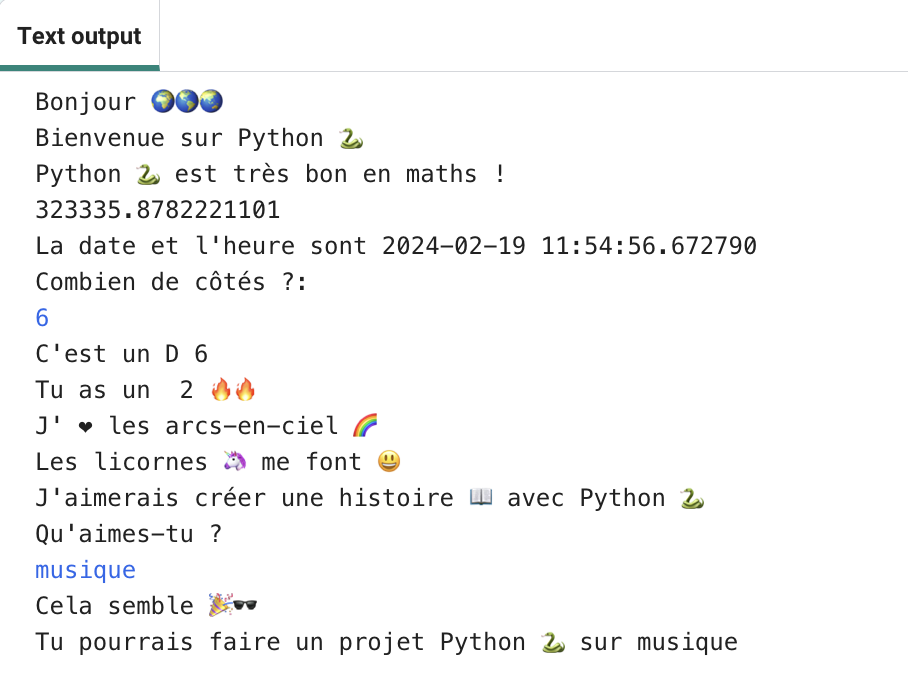 Text output
Bonjour 🌍🌎🌏
Bienvenue sur Python 🐍
Python 🐍 est très bon en maths !
323335.8782221101
La date et l'heure sont 2024-02-19 11:54:56.672790
Combien de côtés ?:
6
C'est un D 6
Tu as un  2 🔥🔥
J' ❤ les arcs-en-ciel 🌈
Les licornes 🦄 me font 😃
J'aimerais créer une histoire 📖 avec Python 🐍
Qu'aimes-tu ?
musique
Cela semble 🎉🕶️
Tu pourrais faire un projet Python 🐍 sur musique